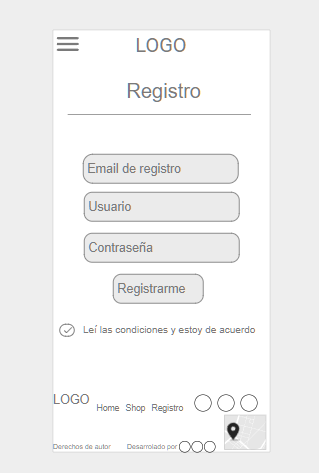 LOGO
Registro
Email de registro
Usuario
Contraseña
Registrarme
Leí las condiciones y estoy de acuerdo
LOGO
Home Shop Registro
Derechos de autor Desarrolado por